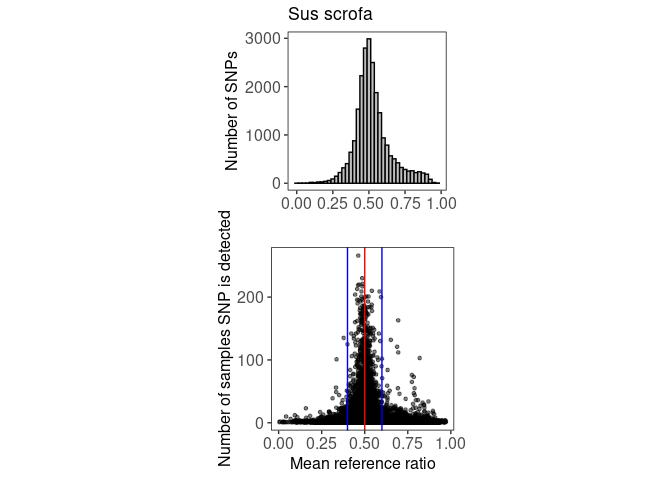 Sus scrofa
Number of SNPs
3000
2000
1000
0
0.00 0.25 0.50 0.75 1.00
Number of samples SNP is detected
200
100
0
0.00 0.25 0.50 0.75 1.00
Mean reference ratio